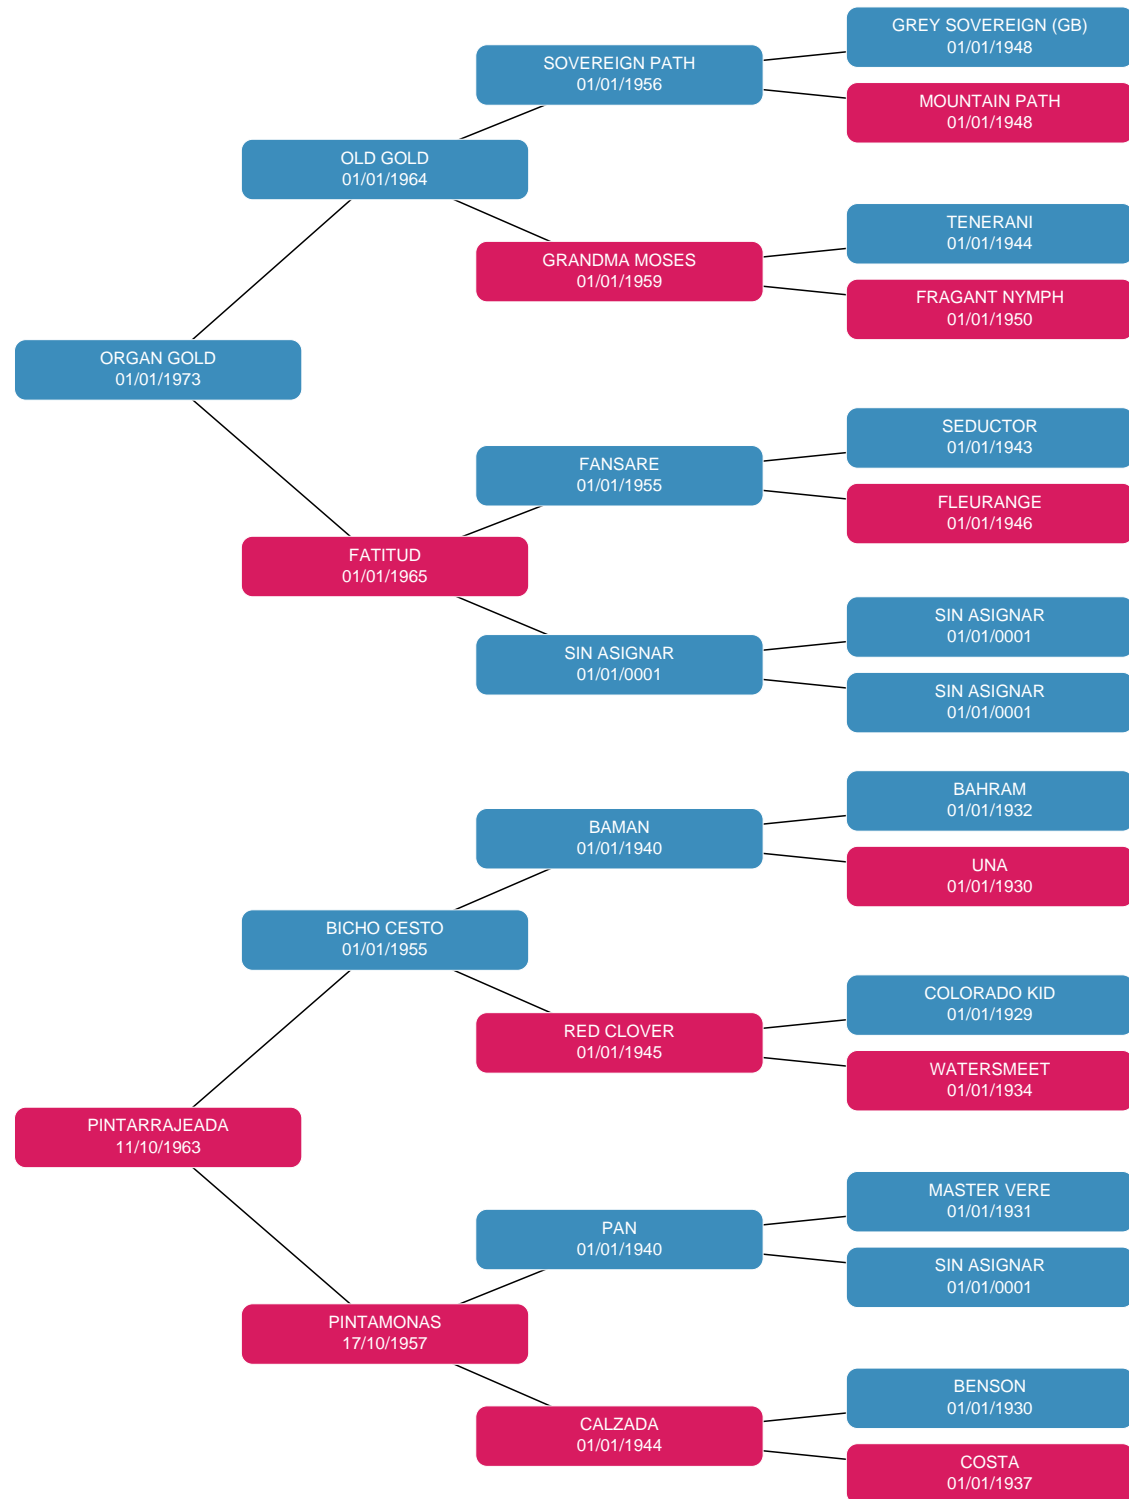 GREY SOVEREIGN (GB)
01/01/1948
SOVEREIGN PATH
01/01/1956
MOUNTAIN PATH
01/01/1948
OLD GOLD
01/01/1964
TENERANI
01/01/1944
GRANDMA MOSES
01/01/1959
FRAGANT NYMPH
01/01/1950
ORGAN GOLD
01/01/1973
SEDUCTOR
01/01/1943
FANSARE
01/01/1955
FLEURANGE
01/01/1946
FATITUD
01/01/1965
SIN ASIGNAR
01/01/0001
SIN ASIGNAR
01/01/0001
SIN ASIGNAR
01/01/0001
BAHRAM
01/01/1932
BAMAN
01/01/1940
UNA
01/01/1930
BICHO CESTO
01/01/1955
COLORADO KID
01/01/1929
RED CLOVER
01/01/1945
WATERSMEET
01/01/1934
PINTARRAJEADA
11/10/1963
MASTER VERE
01/01/1931
PAN
01/01/1940
SIN ASIGNAR
01/01/0001
PINTAMONAS
17/10/1957
BENSON
01/01/1930
CALZADA
01/01/1944
COSTA
01/01/1937